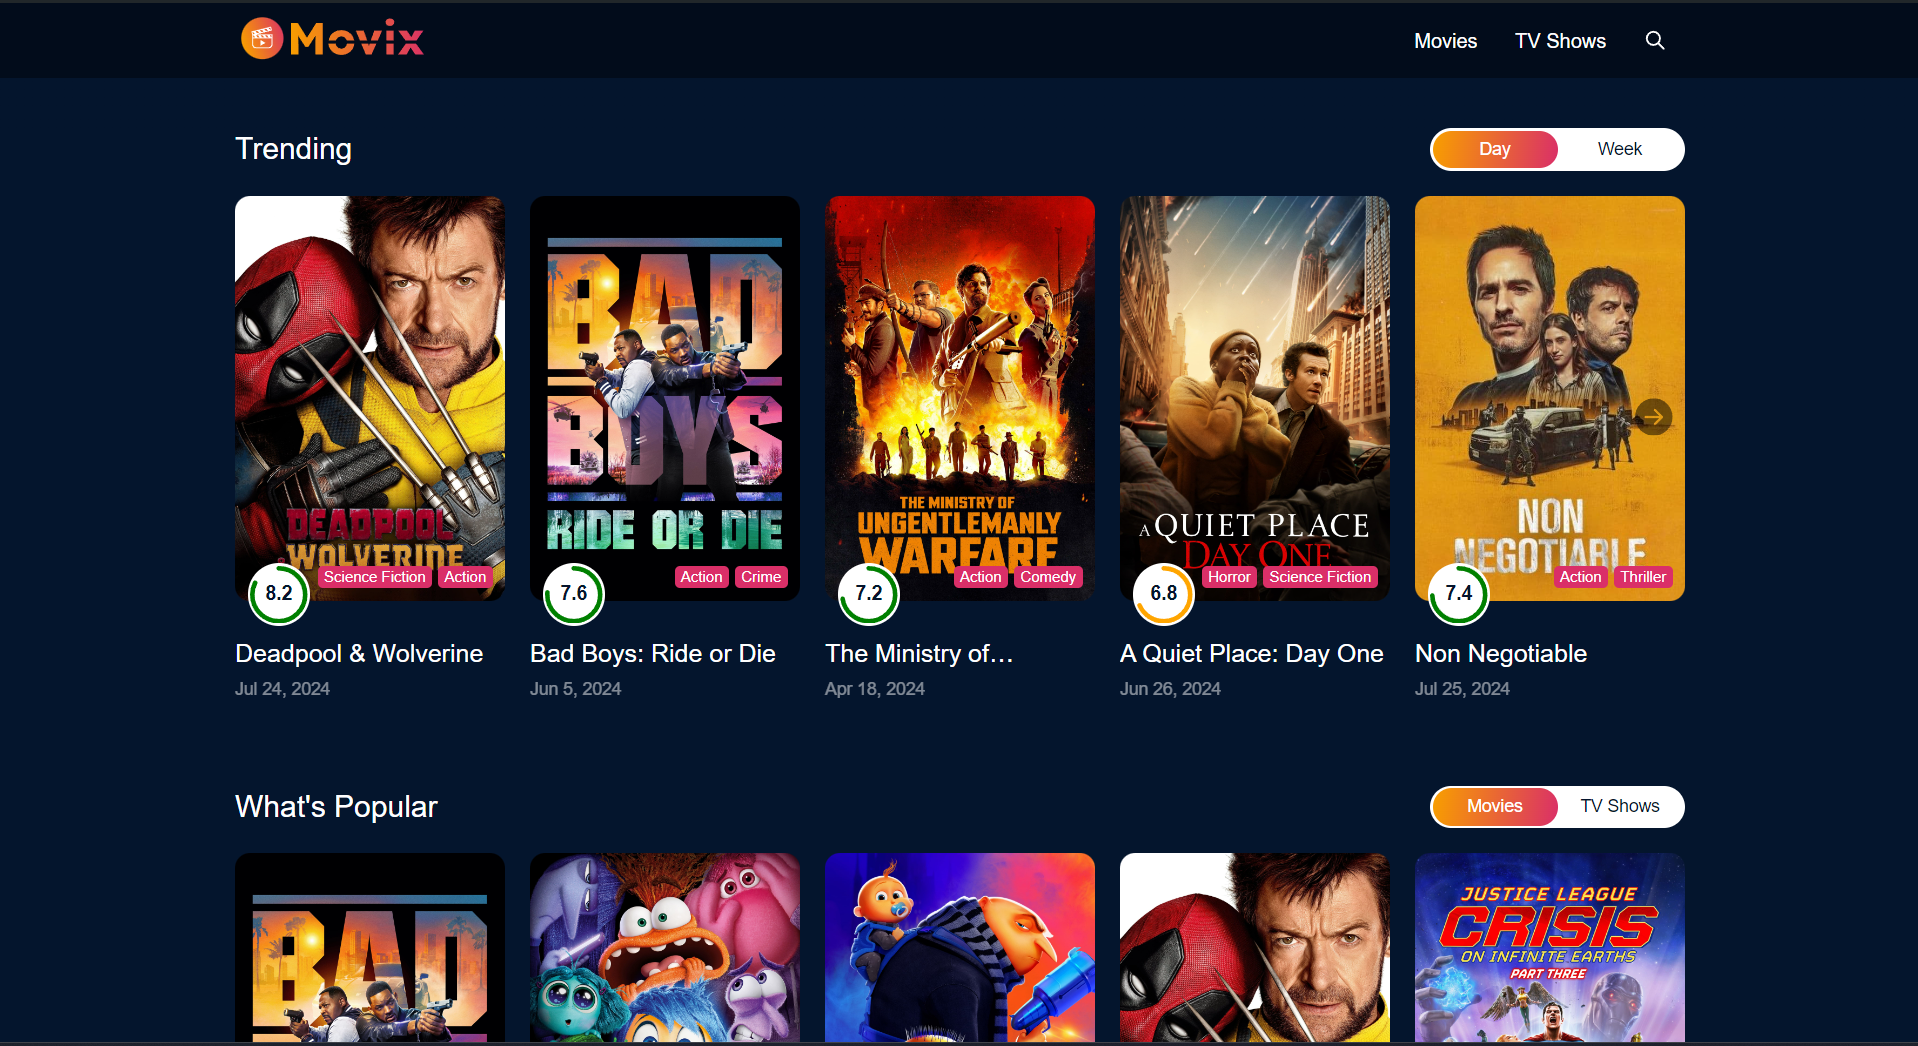 Movix
Movies
TV Shows
Trending
Day
Week
DEADPOOL
& WOLVERINE
8.2
Science Fiction
Action
Deadpool & Wolverine
Jul 24, 2024
BAD
BOYS
RIDE OR DIE
7.6
Action
Crime
Bad Boys: Ride or Die
Jun 5, 2024
THE MINISTRY OF
UNGENTLEMANLY
WARFARE
7.2
Action
Comedy
The Ministry of…
Apr 18, 2024
A QUIET PLACE
DAY ONE
6.8
Horror
Science Fiction
A Quiet Place: Day One
Jun 26, 2024
NON
NEGOTIABLE
7.4
Action
Thriller
Non Negotiable
Jul 25, 2024
What's Popular
Movies
TV Shows
BAD
JUSTICE LEAGUE
CRISIS
ON INFINITE EARTHS
PART THREE